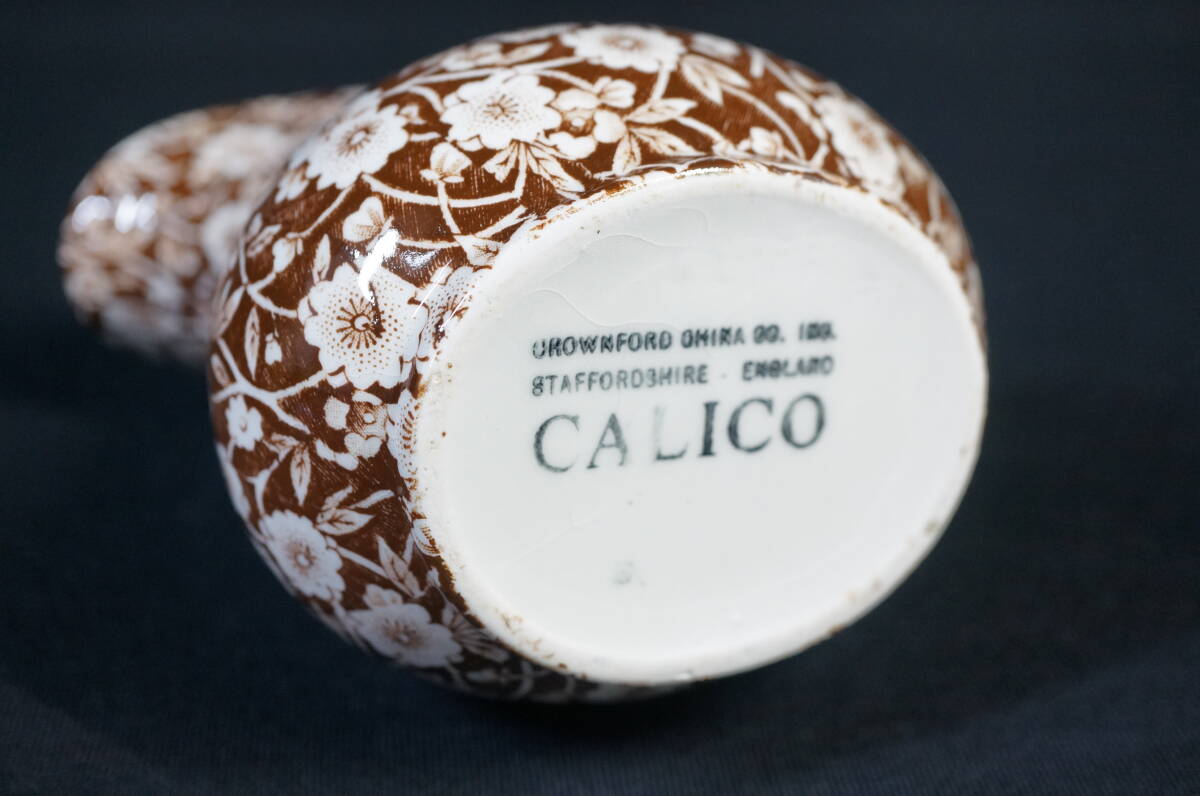 CROWNFORD CHINA CO. INC.
STAFFORDSHIRE - ENGLAND
CALICO